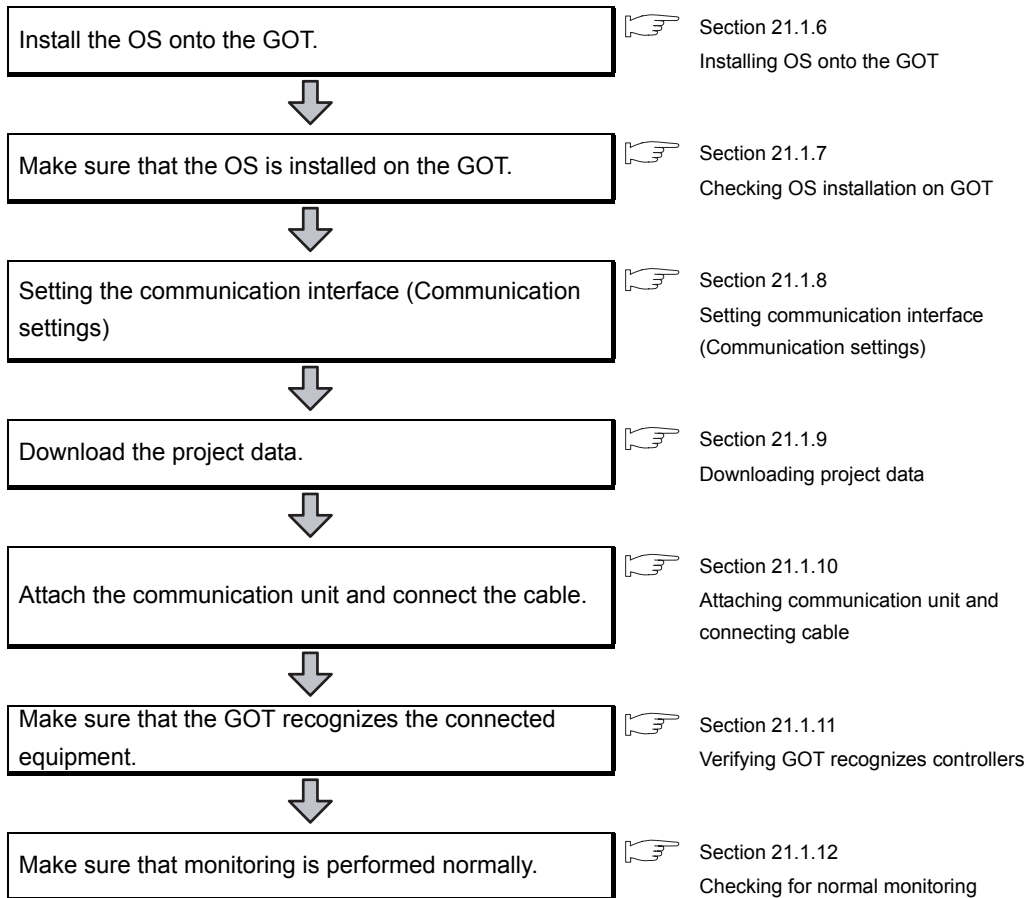 Install the OS onto the GOT.
Section 21.1.6
Installing OS onto the GOT
Make sure that the OS is installed on the GOT.
Section 21.1.7
Checking OS installation on GOT
Setting the communication interface (Communication
settings)
Section 21.1.8
Setting communication interface
(Communication settings)
Download the project data.
Section 21.1.9
Downloading project data
Attach the communication unit and connect the cable.
Section 21.1.10
Attaching communication unit and
connecting cable
Make sure that the GOT recognizes the connected
equipment.
Section 21.1.11
Verifying GOT recognizes controllers
Make sure that monitoring is performed normally.
Section 21.1.12
Checking for normal monitoring